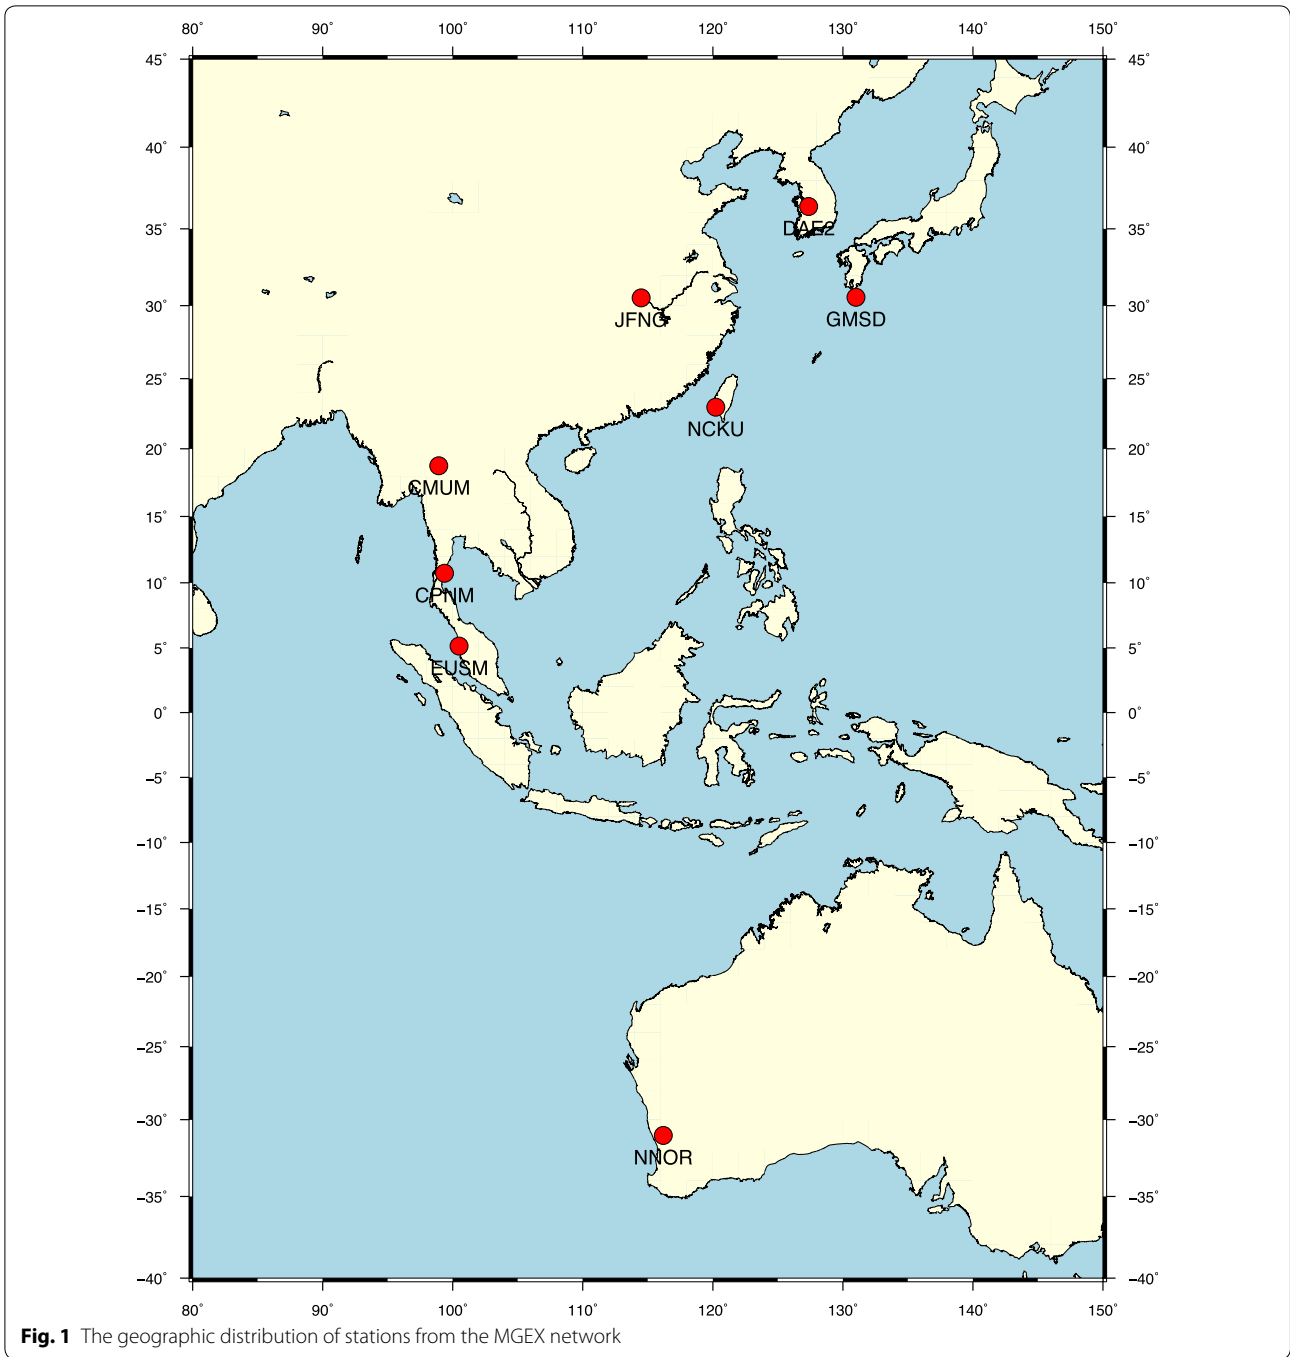 80° 90° 100° 110° 120° 130° 140° 150°
45° 45°
40° 40°
DAE2
35° 35°
30° 30°
JFNG GMSD
25° 25°
NCKU
20° 20°
CMUM
15° 15°
10° 10°
CPNM
5° 5°
EUSM
0° 0°
−5° −5°
−10° −10°
−15° −15°
−20° −20°
−25° −25°
−30° −30°
NNOR
−35° −35°
−40° −40°
80° 90° 100° 110° 120° 130° 140° 150°
Fig. 1 The geographic distribution of stations from the MGEX network